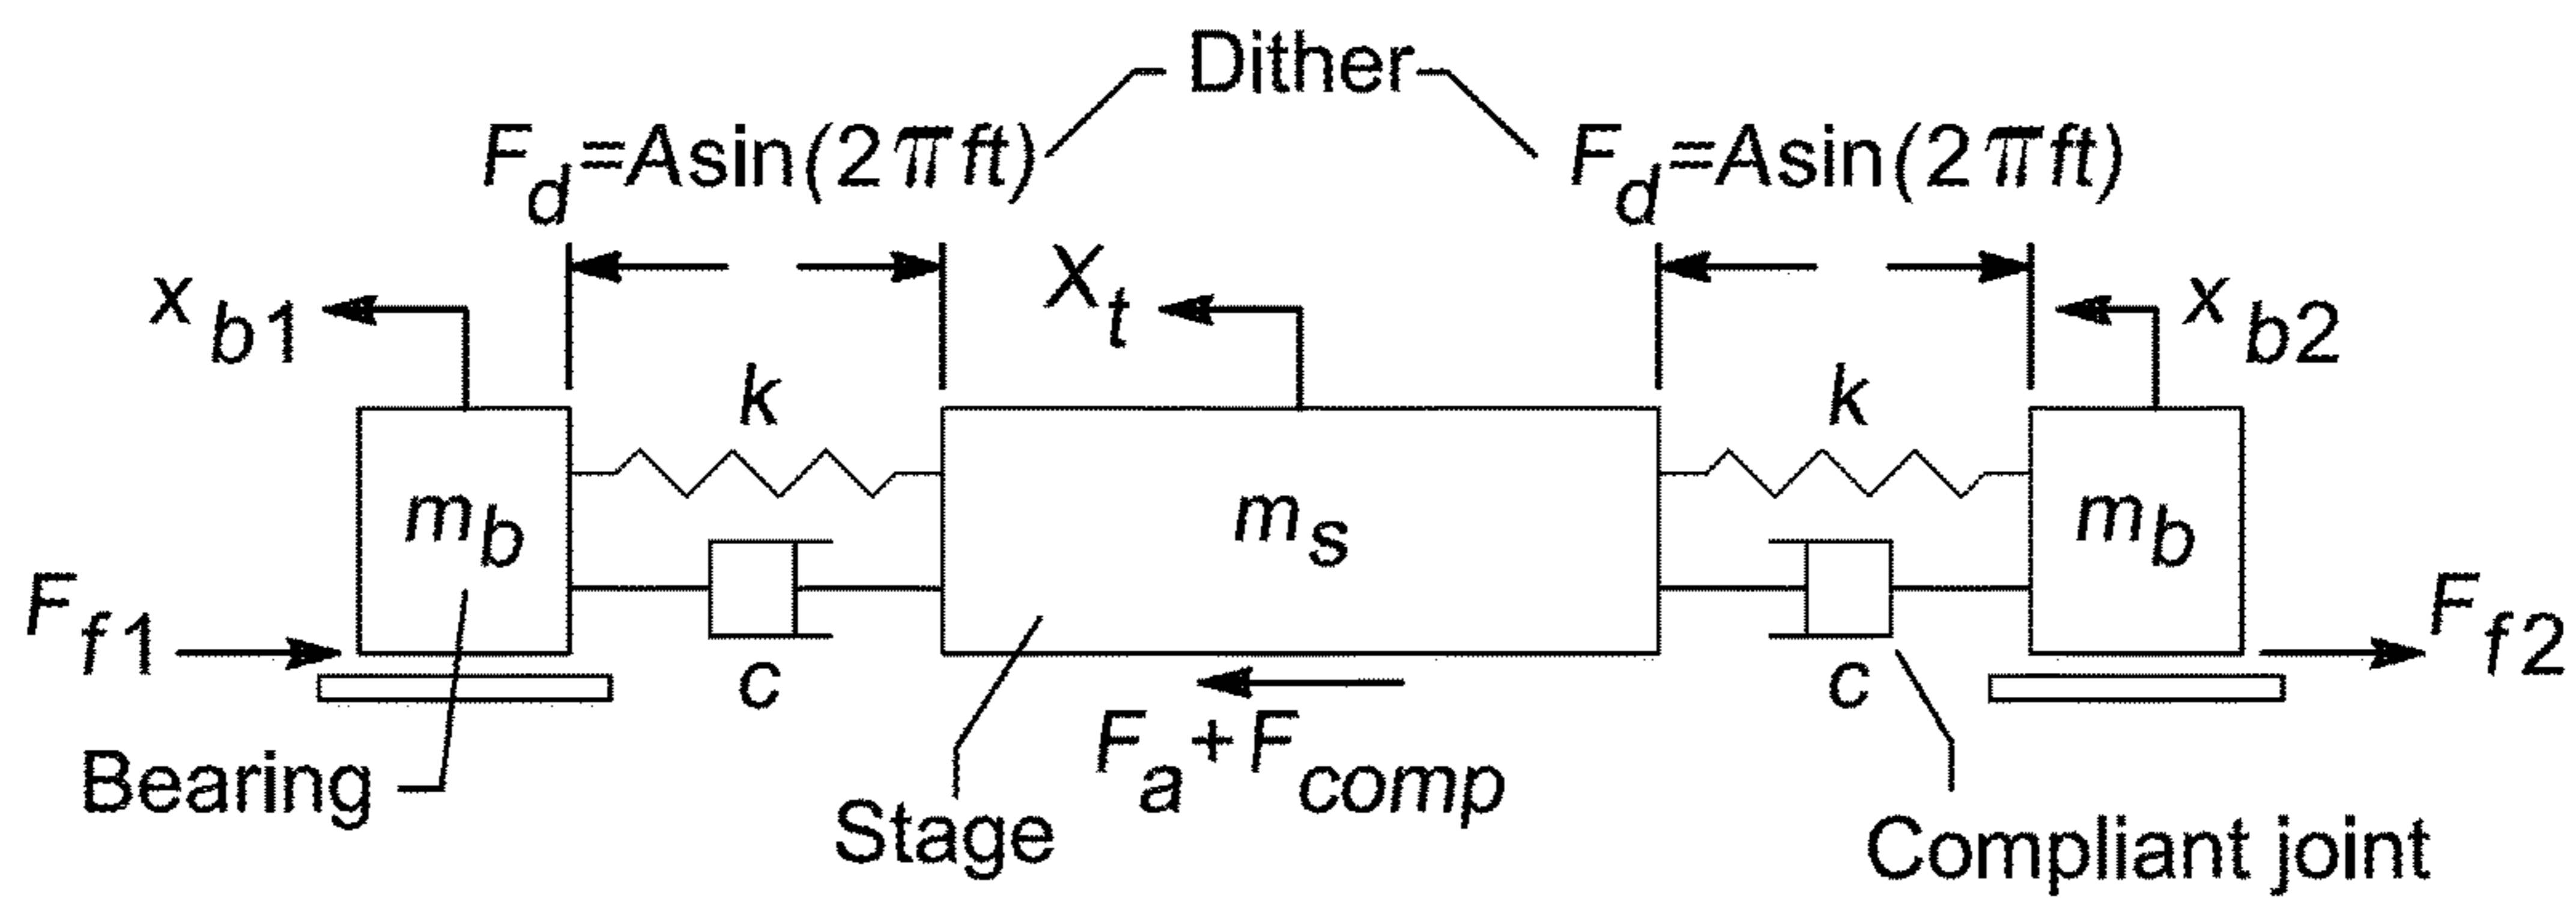 Dither
F_d=Asin(2πft) F_d=Asin(2πft)
x_b1 X_t x_b2
k k
m_b m_s m_b
F_f1 F_f2
c c
F_a+F_comp
Bearing
Stage
Compliant joint